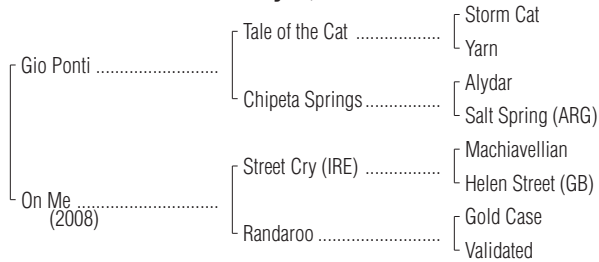 Storm Cat
Tale of the Cat ..................
Yarn
Gio Ponti ..........................
Alydar
Chipeta Springs................
Salt Spring (ARG)
Machiavellian
Street Cry (IRE) ................
Helen Street (GB)
On Me ..............................
(2008)
Gold Case
Randaroo ..........................
Validated